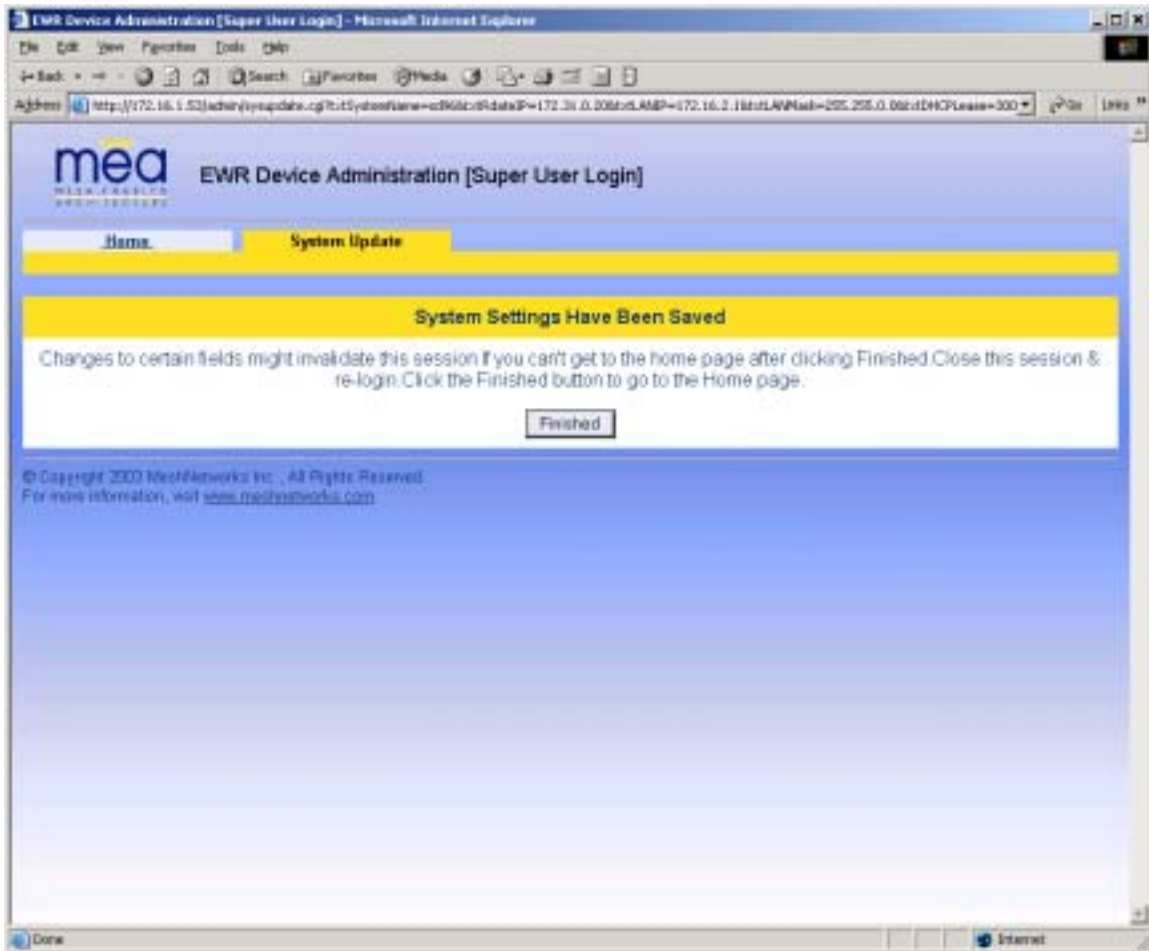 EWR Device Administration [Super User Login] - Microsoft Internet Explorer
File Edit View Favorites Tools Help
Back Search Favorites Media
Address Go Links »
mea
EWR Device Administration [Super User Login]
Home
System Update
System Settings Have Been Saved
Changes to certain fields might invalidate this session if you can't get to the home page after clicking Finished.Close this session &
re-login.Click the Finished button to go to the Home page.
Finished
© Copyright 2003 MeshNetworks Inc., All Rights Reserved
For more information, visit www.meshnetworks.com
Done
Internet